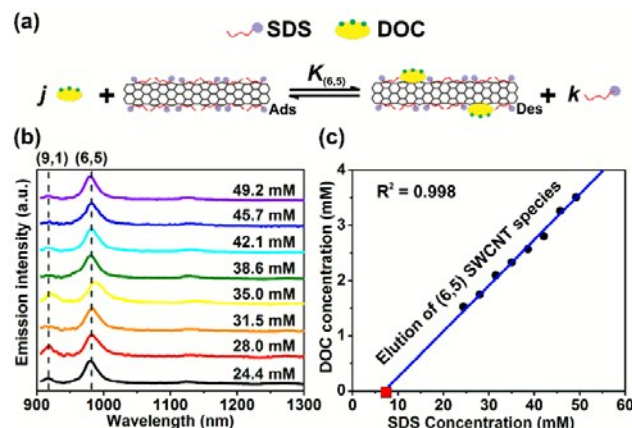 (a)
SDS
DOC
j + Ads K(6,5) Des + k
(b)
(9,1) (6,5)
49.2 mM
45.7 mM
42.1 mM
38.6 mM
35.0 mM
31.5 mM
28.0 mM
24.4 mM
Emission intensity (a.u.)
900 1000 1100 1200 1300
Wavelength (nm)
(c)
R² = 0.998
Elution of (6,5) SWCNT species
DOC concentration (mM)
4
3
2
1
0
0 10 20 30 40 50 60
SDS Concentration (mM)